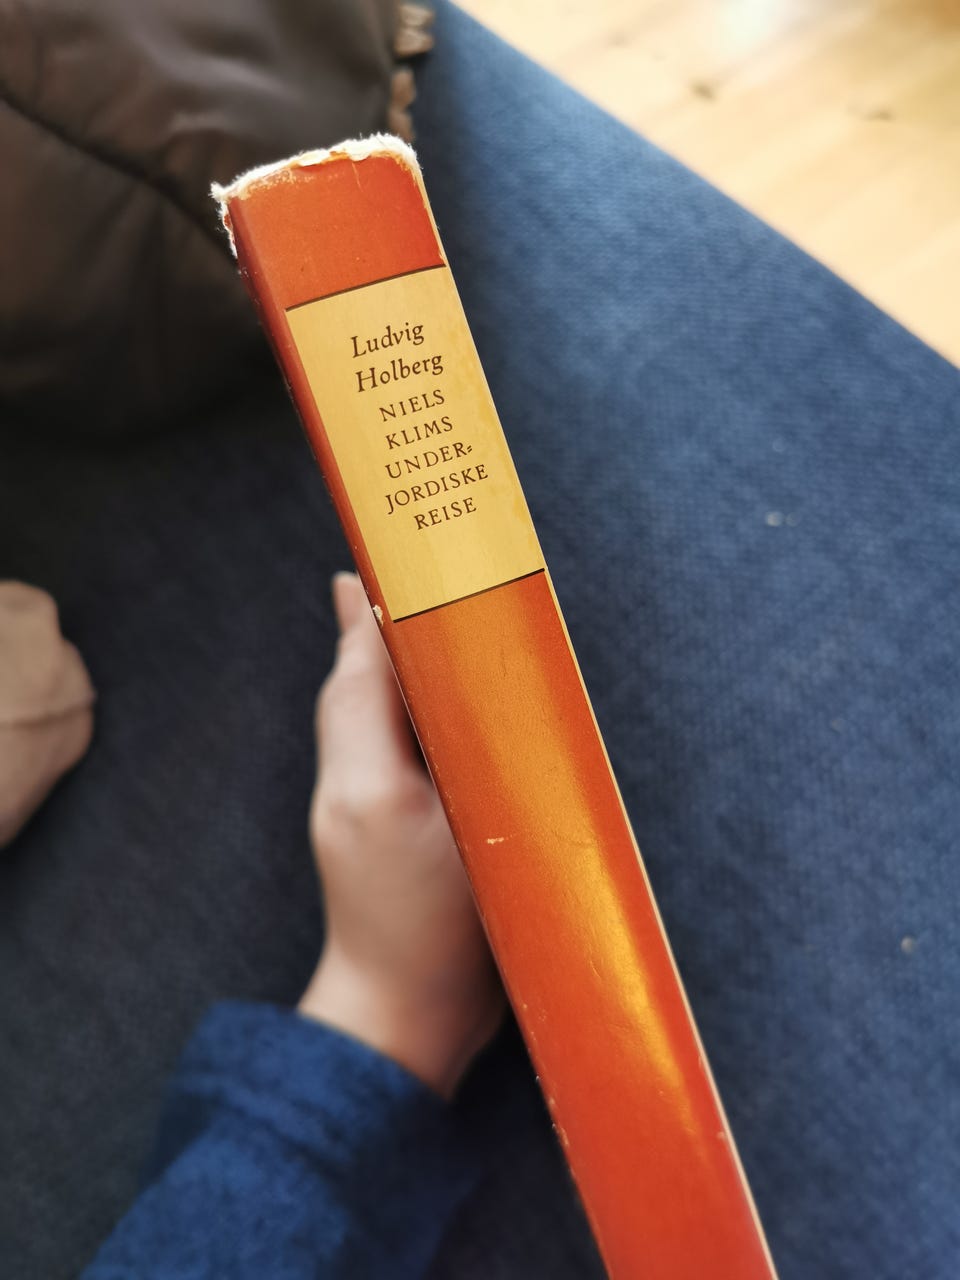 Ludvig
Holberg
NIELS
KLIMS
UNDER-
JORDISKE
REISE